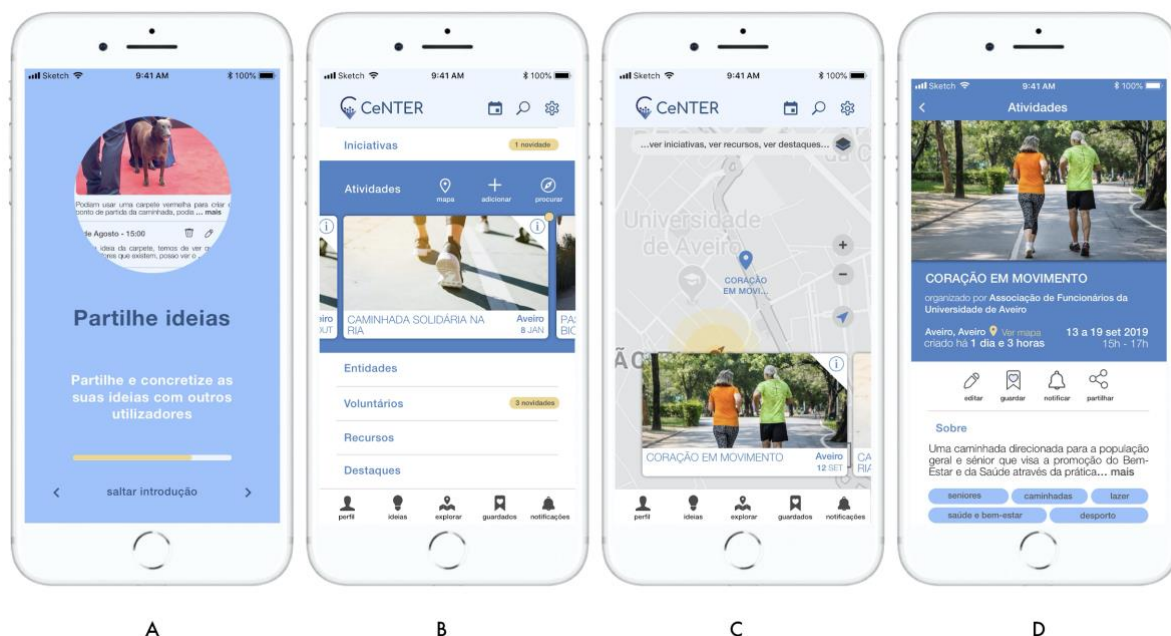 Sketch 9:41 AM 100%
Podiam usar uma carpete vermelha para criar
ponto de partida da caminhada, podia ... mais
de Agosto - 15:00
ideia da carpete, temos de ver
que existem, posso ver o
Partilhe ideias
Partilhe e concretize as
suas ideias com outros
utilizadores
saltar introdução
A
Sketch 9:41 AM 100%
CeNTER
Iniciativas 1 novidade
Atividades mapa adicionar procurar
CAMINHADA SOLIDÁRIA NA
RIA
Aveiro
8 JAN
Entidades
Voluntários 3 novidades
Recursos
Destaques
perfil ideias explorar guardados notificações
B
Sketch 9:41 AM 100%
CeNTER
...ver iniciativas, ver recursos, ver destaques...
Universidade
de Aveiro
CORAÇÃO
EM MOVI...
CORAÇÃO EM MOVIMENTO
Aveiro
12 SET
perfil ideias explorar guardados notificações
C
Sketch 9:41 AM 100%
Atividades
CORAÇÃO EM MOVIMENTO
organizado por Associação de Funcionários da
Universidade de Aveiro
Aveiro, Aveiro Ver mapa 13 a 19 set 2019
criado há 1 dia e 3 horas 15h - 17h
editar guardar notificar partilhar
Sobre
Uma caminhada direcionada para a população
geral e sénior que visa a promoção do Bem-
Estar e da Saúde através da prática... mais
seniores caminhadas lazer
saúde e bem-estar desporto
D